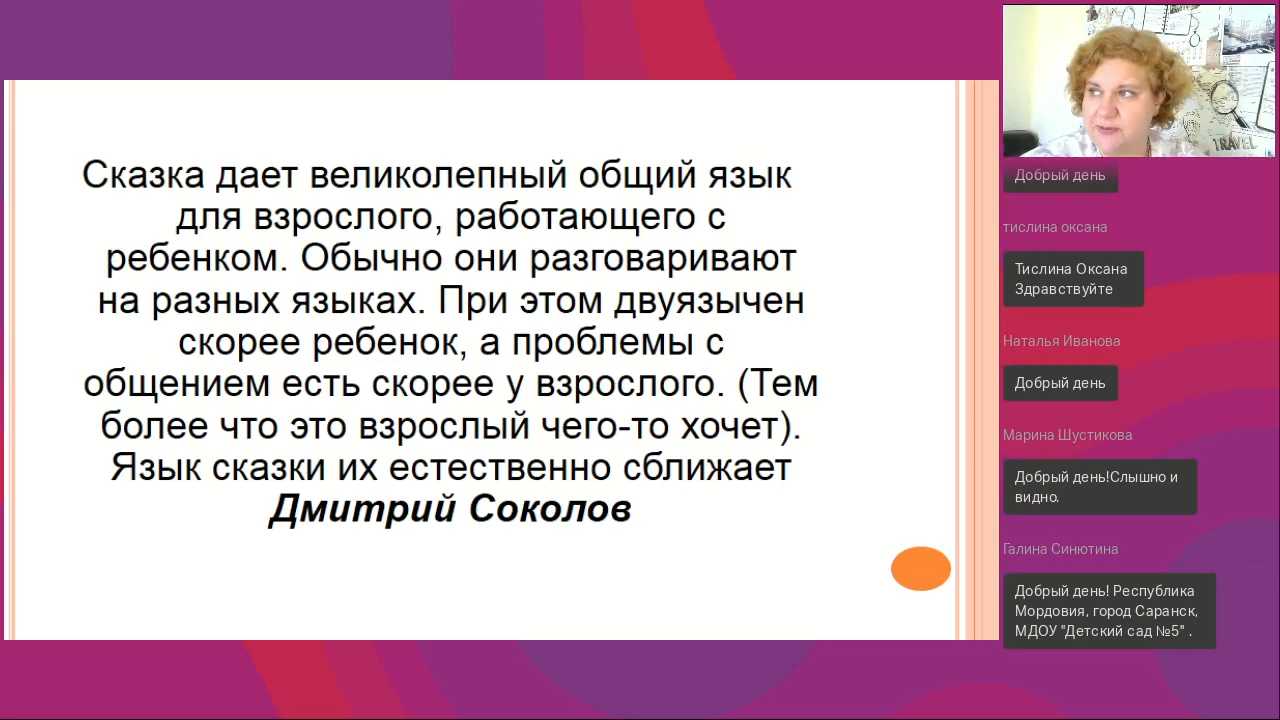 Сказка дает великолепный общий язык
для взрослого, работающего с
ребенком. Обычно они разговаривают
на разных языках. При этом двуязычен
скорее ребенок, а проблемы с
общением есть скорее у взрослого. (Тем
более что это взрослый чего-то хочет).
Язык сказки их естественно сближает
Дмитрий Соколов
TRAVEL
Добрый день
тислина оксана
Тислина Оксана
Здравствуйте
Наталья Иванова
Добрый день
Марина Шустикова
Добрый день!Слышно и
видно.
Галина Синютина
Добрый день! Республика
Мордовия, город Саранск,
МДОУ "Детский сад №5" .